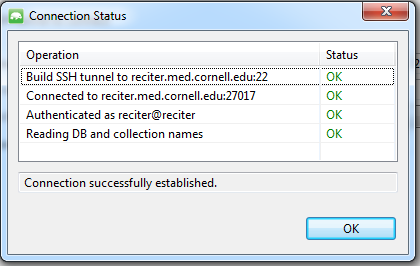 Connection Status
Operation Status
Build SSH tunnel to reciter.med.cornell.edu:22 OK
Connected to reciter.med.cornell.edu:27017 OK
Authenticated as reciter@reciter OK
Reading DB and collection names OK
Connection successfully established.
OK